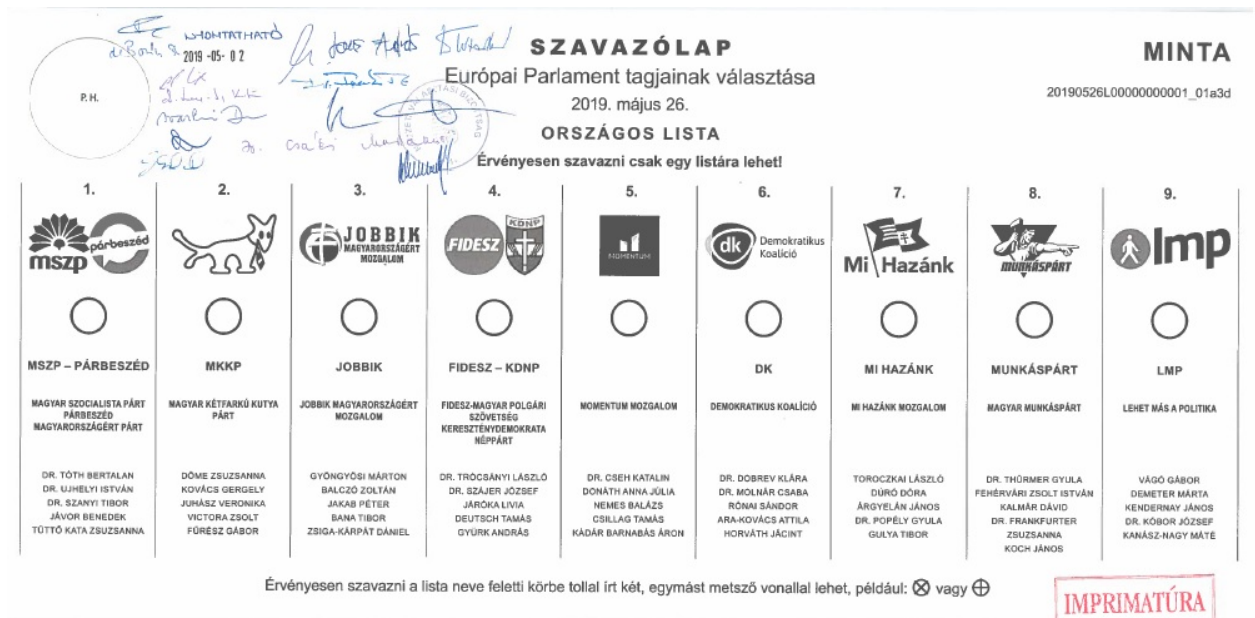 NYOMTATHATÓ
2019 -05- 02
P. H.
SZAVAZÓLAP
Európai Parlament tagjainak választása
2019. május 26.
ORSZÁGOS LISTA
Érvényesen szavazni csak egy listára lehet!
MINTA
20190526L00000000001_01a3d
1.
mszp párbeszéd
MSZP – PÁRBESZÉD
MAGYAR SZOCIALISTA PÁRT
PÁRBESZÉD
MAGYARORSZÁGÉRT PÁRT
DR. TÓTH BERTALAN
DR. UJHELYI ISTVÁN
DR. SZANYI TIBOR
JÁVOR BENEDEK
TÜTTŐ KATA ZSUZSANNA
2.
MKKP
MAGYAR KÉTFARKÚ KUTYA
PÁRT
DÖME ZSUZSANNA
KOVÁCS GERGELY
JUHÁSZ VERONIKA
VICTORA ZSOLT
FÜRÉSZ GÁBOR
3.
JOBBIK
MAGYARORSZÁGÉRT
MOZGALOM
JOBBIK
JOBBIK MAGYARORSZÁGÉRT
MOZGALOM
GYÖNGYÖSI MÁRTON
BALCZÓ ZOLTÁN
JAKAB PÉTER
BANA TIBOR
ZSIGA-KÁRPÁT DÁNIEL
4.
FIDESZ KDNP
FIDESZ – KDNP
FIDESZ-MAGYAR POLGÁRI
SZÖVETSÉG
KERESZTÉNYDEMOKRATA
NÉPPÁRT
DR. TRÓCSÁNYI LÁSZLÓ
DR. SZÁJER JÓZSEF
JÁRÓKA LÍVIA
DEUTSCH TAMÁS
GYÜRK ANDRÁS
5.
MOMENTUM
MOMENTUM MOZGALOM
DR. CSEH KATALIN
DONÁTH ANNA JÚLIA
NEMES BALÁZS
CSILLAG TAMÁS
KÁDÁR BARNABÁS ÁRON
6.
dk Demokratikus
Koalíció
DK
DEMOKRATIKUS KOALÍCIÓ
DR. DOBREV KLÁRA
DR. MOLNÁR CSABA
RÓNAI SÁNDOR
ARA-KOVÁCS ATTILA
HORVÁTH JÁCINT
7.
Mi Hazánk
MI HAZÁNK
MI HAZÁNK MOZGALOM
TOROCZKAI LÁSZLÓ
DÚRÓ DÓRA
ÁRGYELÁN JÁNOS
DR. POPÉLY GYULA
GULYA TIBOR
8.
MUNKÁSPÁRT
MUNKÁSPÁRT
MAGYAR MUNKÁSPÁRT
DR. THÜRMER GYULA
FEHÉRVÁRI ZSOLT ISTVÁN
KALMÁR DÁVID
DR. FRANKFURTER
ZSUZSANNA
KOCH JÁNOS
9.
lmp
LMP
LEHET MÁS A POLITIKA
VÁGÓ GÁBOR
DEMETER MÁRTA
KENDERNAY JÁNOS
DR. KÓBOR JÓZSEF
KANÁSZ-NAGY MÁTÉ
Érvényesen szavazni a lista neve feletti körbe tollal írt két, egymást metsző vonallal lehet, például: ⊗ vagy ⊕
IMPRIMATÚRA